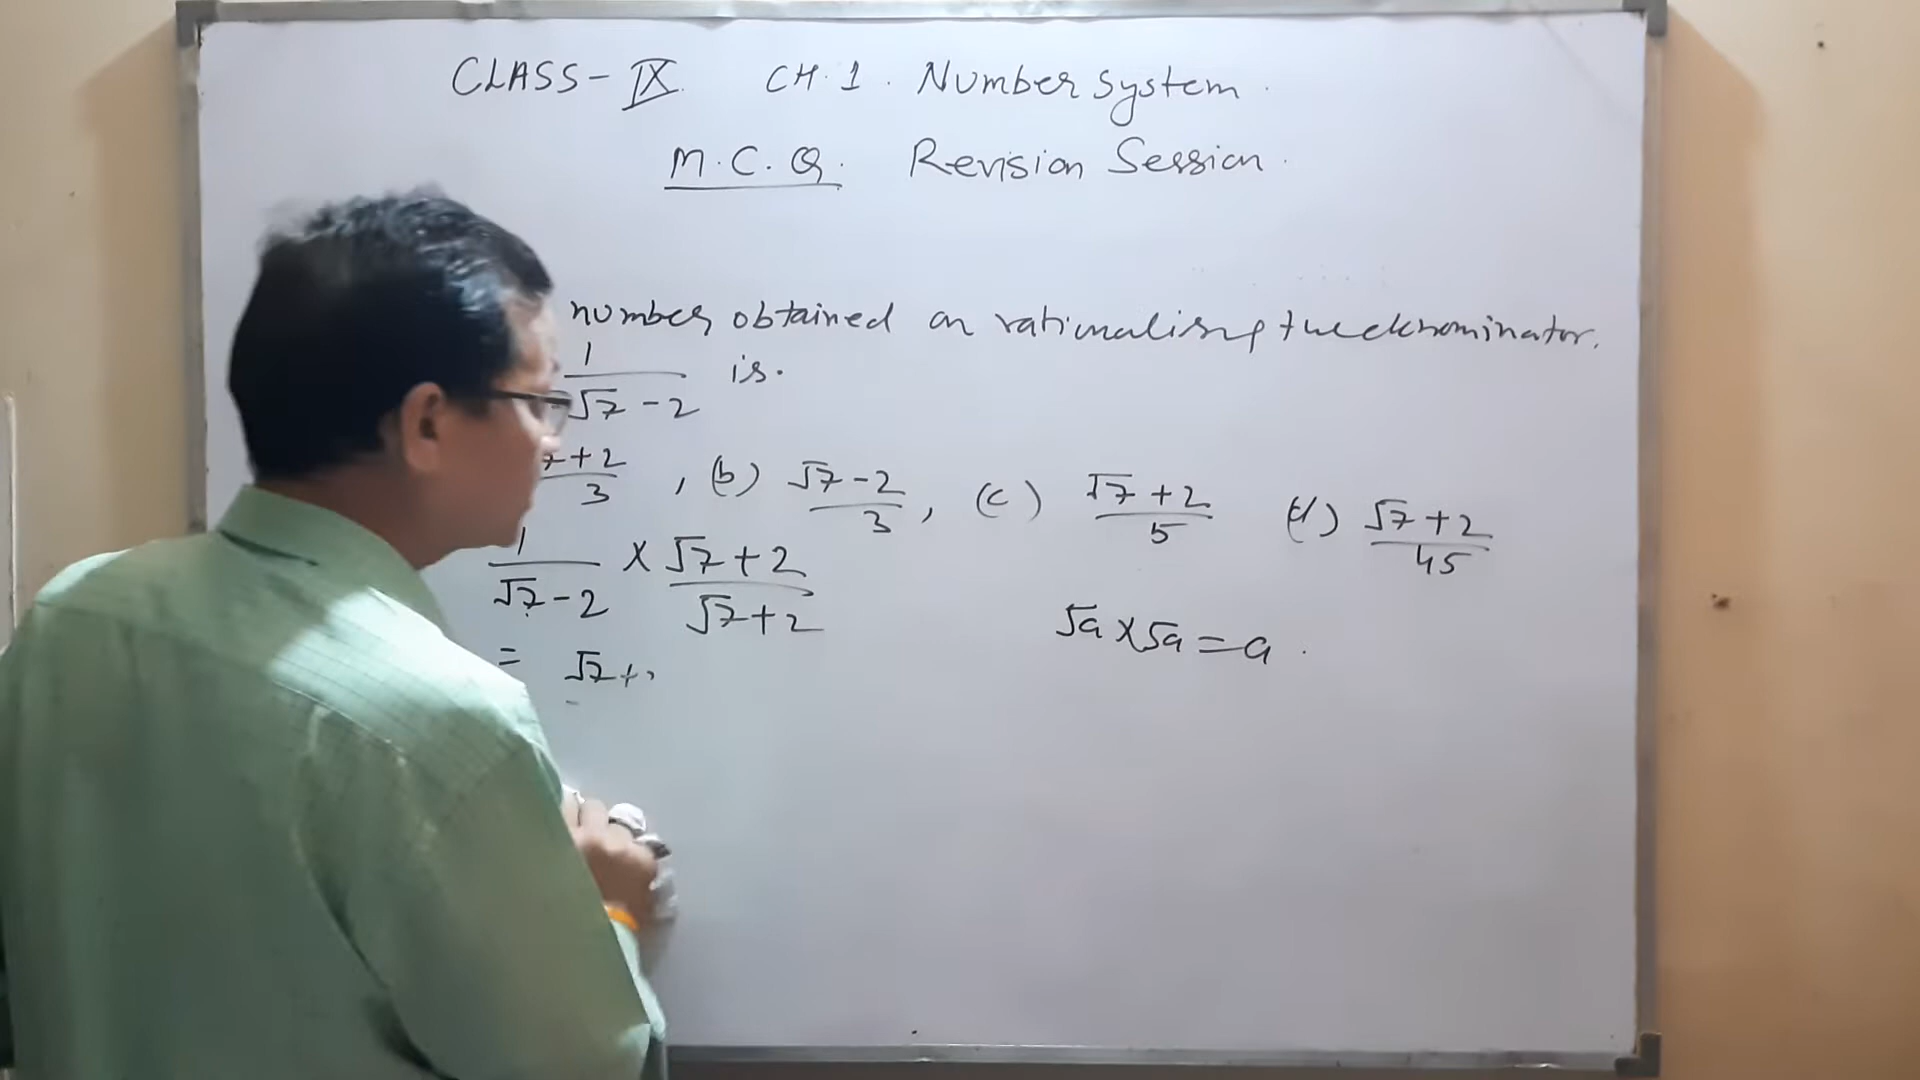 CLASS-IX. CH.1. Number System.
M.C.Q. Revision Session.
number obtained on rationalising the denominator.
1/√7-2 is.
7+2/3, (b) √7-2/3, (c) √7+2/5 (d) √7+2/45
1/√7-2 × √7+2/√7+2
√a×√a=a.
= √7+